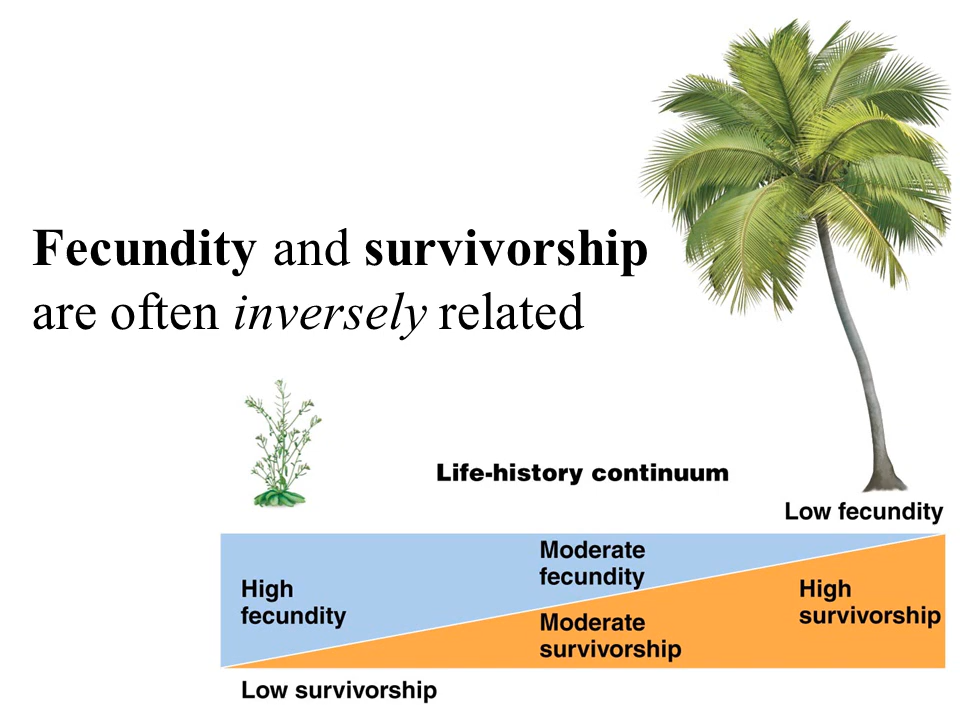 Fecundity and survivorship
are often inversely related
Life-history continuum
Low fecundity
Moderate
fecundity
High
fecundity
High
survivorship
Moderate
survivorship
Low survivorship